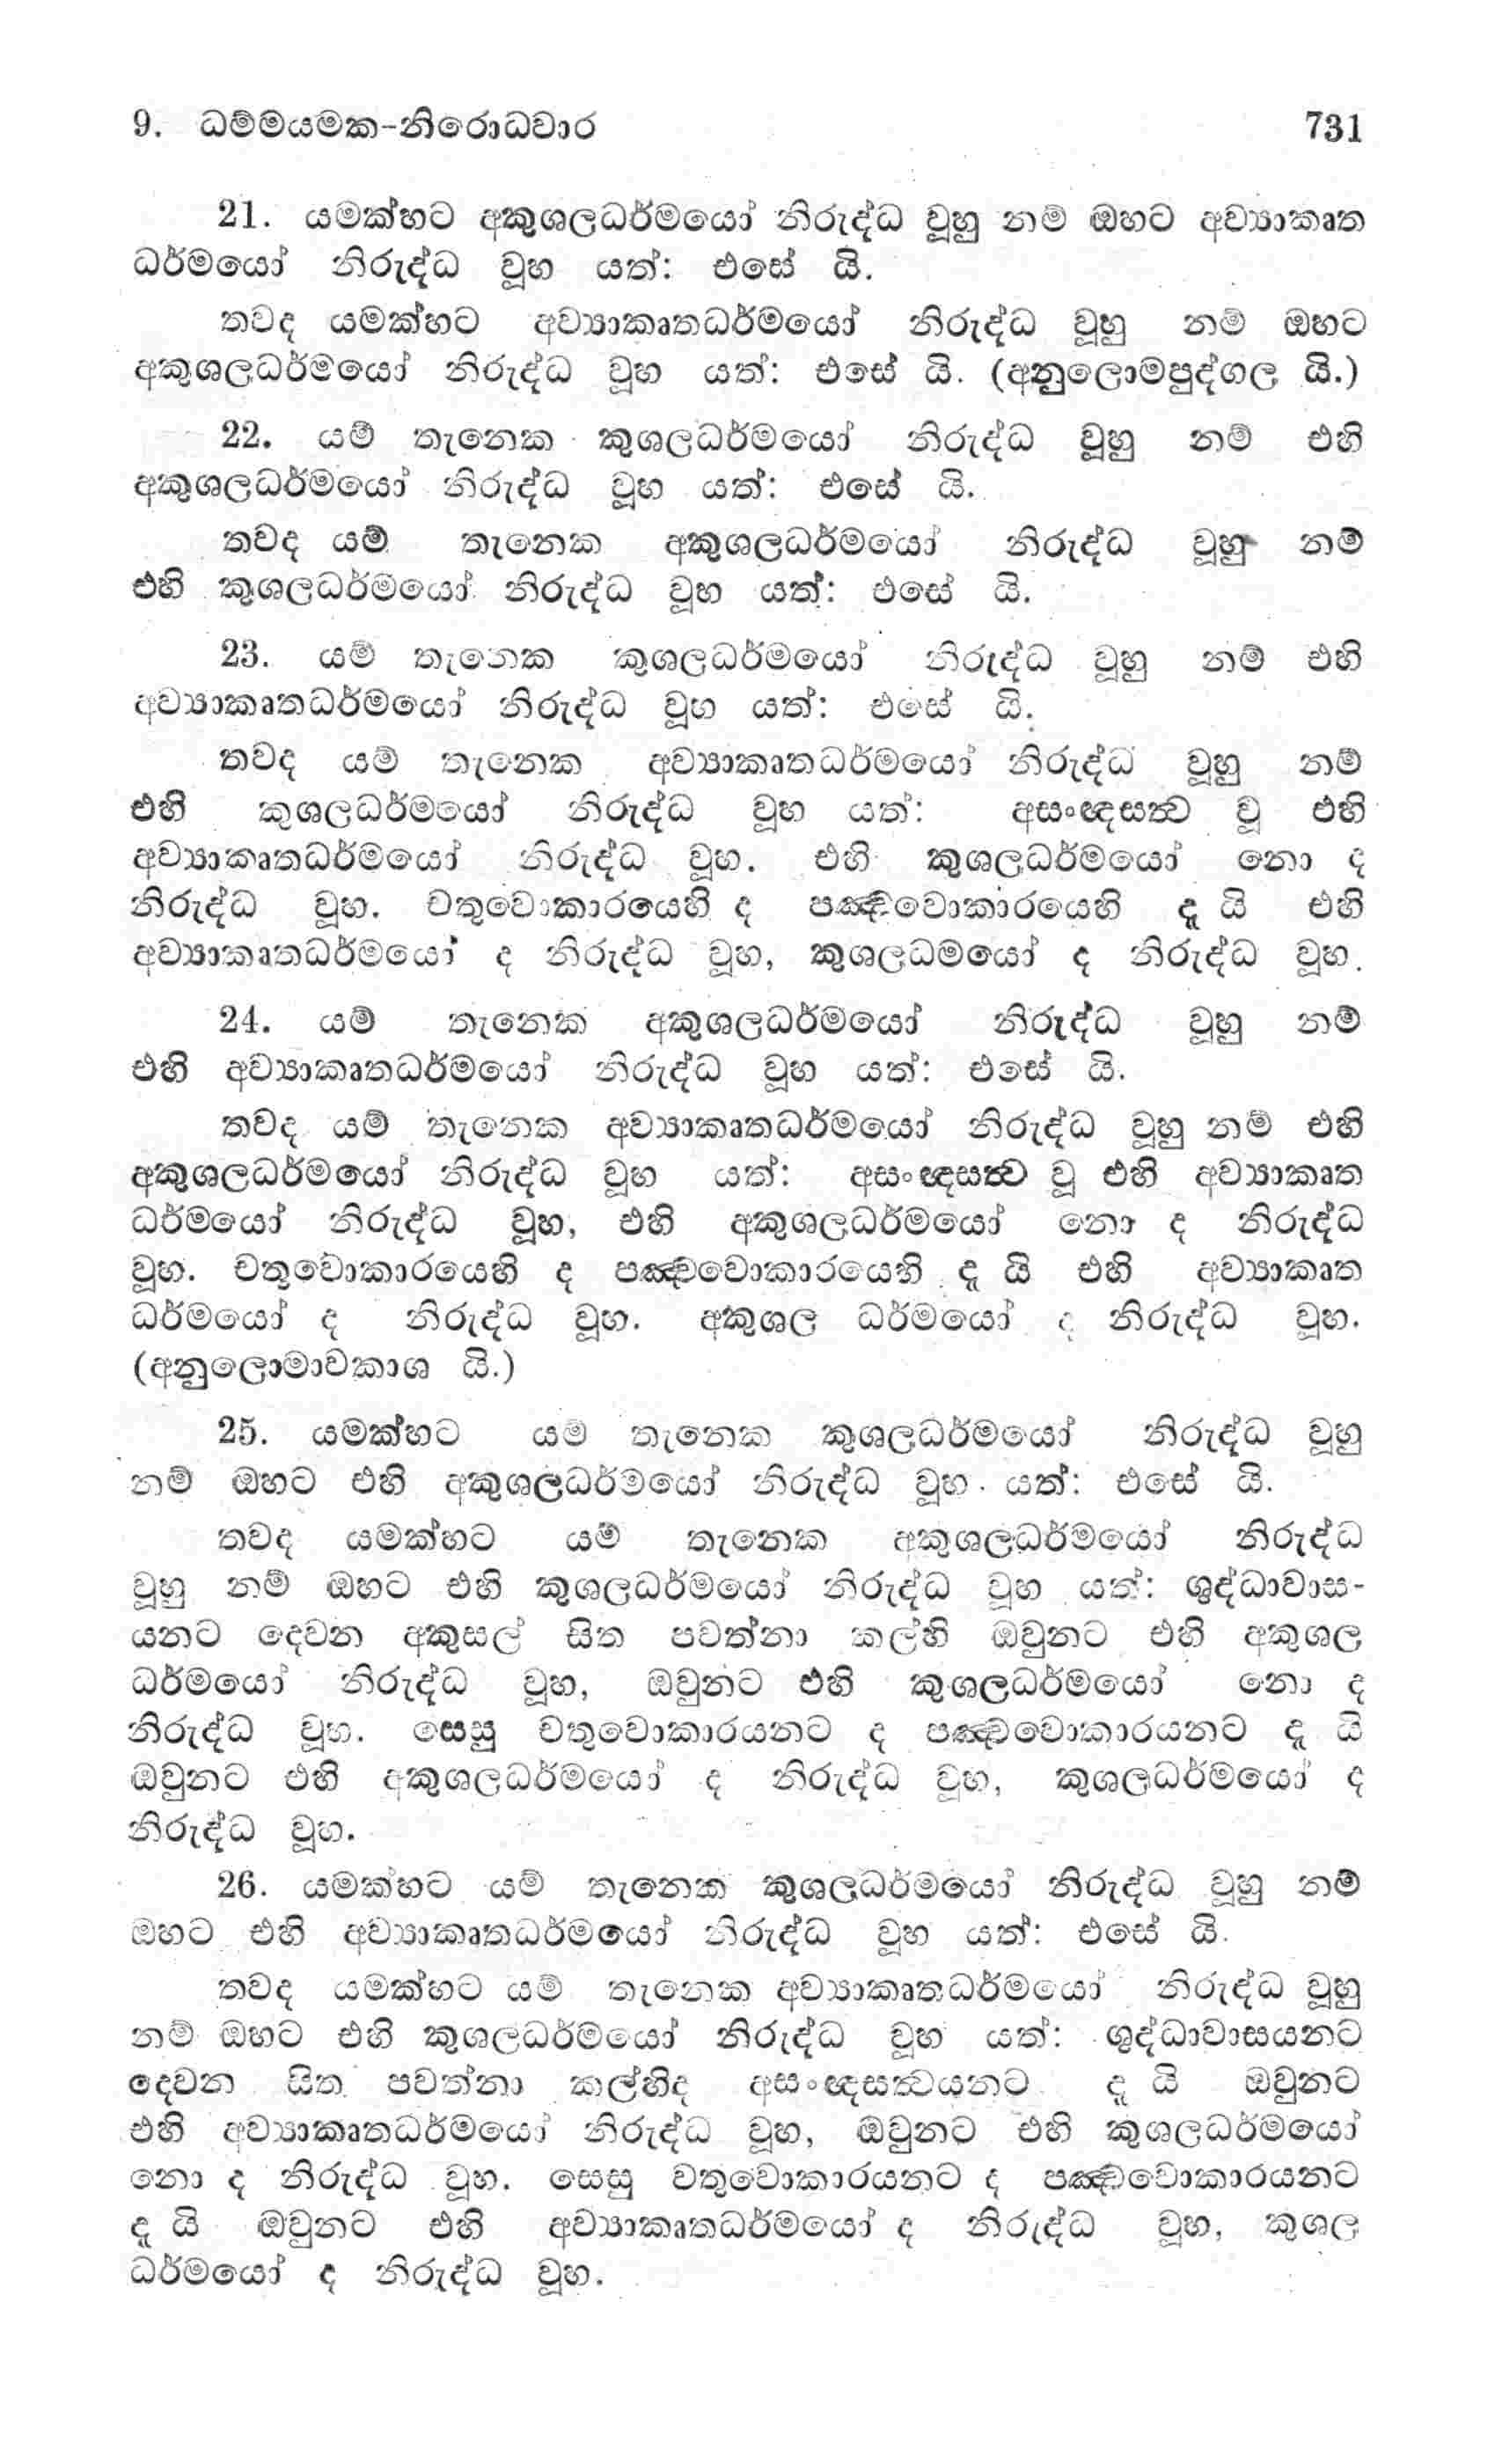 9. ධම්මයමක-නිරොධවාර 731
21. යමක්හට අකුශලධර්මයෝ නිරුද්ධ වූහු නම් ඔහට අව්‍යාකෘත
ධර්මයෝ නිරුද්ධ වූහ යත්: එසේ යි.
තවද යමක්හට අව්‍යාකෘතධර්මයෝ නිරුද්ධ වූහු නම් ඔහට
අකුශලධර්මයෝ නිරුද්ධ වූහ යත්: එසේ යි. (අනුලොමපුද්ගල යි.)
22. යම් තැනෙක කුශලධර්මයෝ නිරුද්ධ වූහු නම් එහි
අකුශලධර්මයෝ නිරුද්ධ වූහ යත්: එසේ යි.
තවද යම් තැනෙක අකුශලධර්මයෝ නිරුද්ධ වූහු නම්
එහි කුශලධර්මයෝ නිරුද්ධ වූහ යත්: එසේ යි.
23. යම් තැනෙක කුශලධර්මයෝ නිරුද්ධ වූහු නම් එහි
අව්‍යාකෘතධර්මයෝ නිරුද්ධ වූහ යත්: එසේ යි.
තවද යම් තැනෙක අව්‍යාකෘතධර්මයෝ නිරුද්ධ වූහු නම්
එහි කුශලධර්මයෝ නිරුද්ධ වූහ යත්: අසංඥසත්‍ව වූ එහි
අව්‍යාකෘතධර්මයෝ නිරුද්ධ වූහ. එහි කුශලධර්මයෝ නො ද
නිරුද්ධ වූහ. චතුවොකාරයෙහි ද පඤ්චවොකාරයෙහි දූ යි එහි
අව්‍යාකෘතධර්මයෝ ද නිරුද්ධ වූහ, කුශලධමයෝ ද නිරුද්ධ වූහ.
24. යම් තැනෙක අකුශලධර්මයෝ නිරුද්ධ වූහු නම්
එහි අව්‍යාකෘතධර්මයෝ නිරුද්ධ වූහ යත්: එසේ යි.
තවද යම් තැනෙක අව්‍යාකෘතධර්මයෝ නිරුද්ධ වූහු නම් එහි
අකුශලධර්මයෝ නිරුද්ධ වූහ යත්: අසංඥසත්‍ව වූ එහි අව්‍යාකෘත
ධර්මයෝ නිරුද්ධ වූහ, එහි අකුශලධර්මයෝ නො ද නිරුද්ධ
වූහ. චතුවොකාරයෙහි ද පඤ්චවොකාරයෙහි දූ යි එහි අව්‍යාකෘත
ධර්මයෝ ද නිරුද්ධ වූහ. අකුශල ධර්මයෝ ද නිරුද්ධ වූහ.
(අනුලොමාවකාශ යි.)
25. යමක්හට යම තැනෙක කුශලධර්මයෝ නිරුද්ධ වූහු
නම් ඔහට එහි අකුශලධර්මයෝ නිරුද්ධ වූහ යත්: එසේ යි.
තවද යමක්හට යම් තැනෙක අකුශලධර්මයෝ නිරුද්ධ
වූහු නම් ඔහට එහි කුශලධර්මයෝ නිරුද්ධ වූහ යත්: ශුද්ධාවාස-
යනට දෙවන අකුසල් සිත පවත්නා කල්හි ඔවුනට එහි අකුශල
ධර්මයෝ නිරුද්ධ වූහ, ඔවුනට එහි කුශලධර්මයෝ නො ද
නිරුද්ධ වූහ. සෙසු චතුවොකාරයනට ද පඤ්චවොකාරයනට දූ යි
ඔවුනට එහි අකුශලධර්මයෝ ද නිරුද්ධ වූහ, කුශලධර්මයෝ ද
නිරුද්ධ වූහ.
26. යමක්හට යම් තැනෙක කුශලධර්මයෝ නිරුද්ධ වූහු නම්
ඔහට එහි අව්‍යාකෘතධර්මයෝ නිරුද්ධ වූහ යත්: එසේ යි.
තවද යමක්හට යම් තැනෙක අව්‍යාකෘතධර්මයෝ නිරුද්ධ වූහු
නම් ඔහට එහි කුශලධර්මයෝ නිරුද්ධ වූහ යත්: ශුද්ධාවාසයනට
දෙවන සිත පවත්නා කල්හිද අසංඥසත්‍වයනට දූ යි ඔවුනට
එහි අව්‍යාකෘතධර්මයෝ නිරුද්ධ වූහ, ඔවුනට එහි කුශලධර්මයෝ
නො ද නිරුද්ධ වූහ. සෙසු චතුවොකාරයනට ද පඤ්චවොකාරයනට
දූ යි ඔවුනට එහි අව්‍යාකෘතධර්මයෝ ද නිරුද්ධ වූහ, කුශල
ධර්මයෝ ද නිරුද්ධ වූහ.